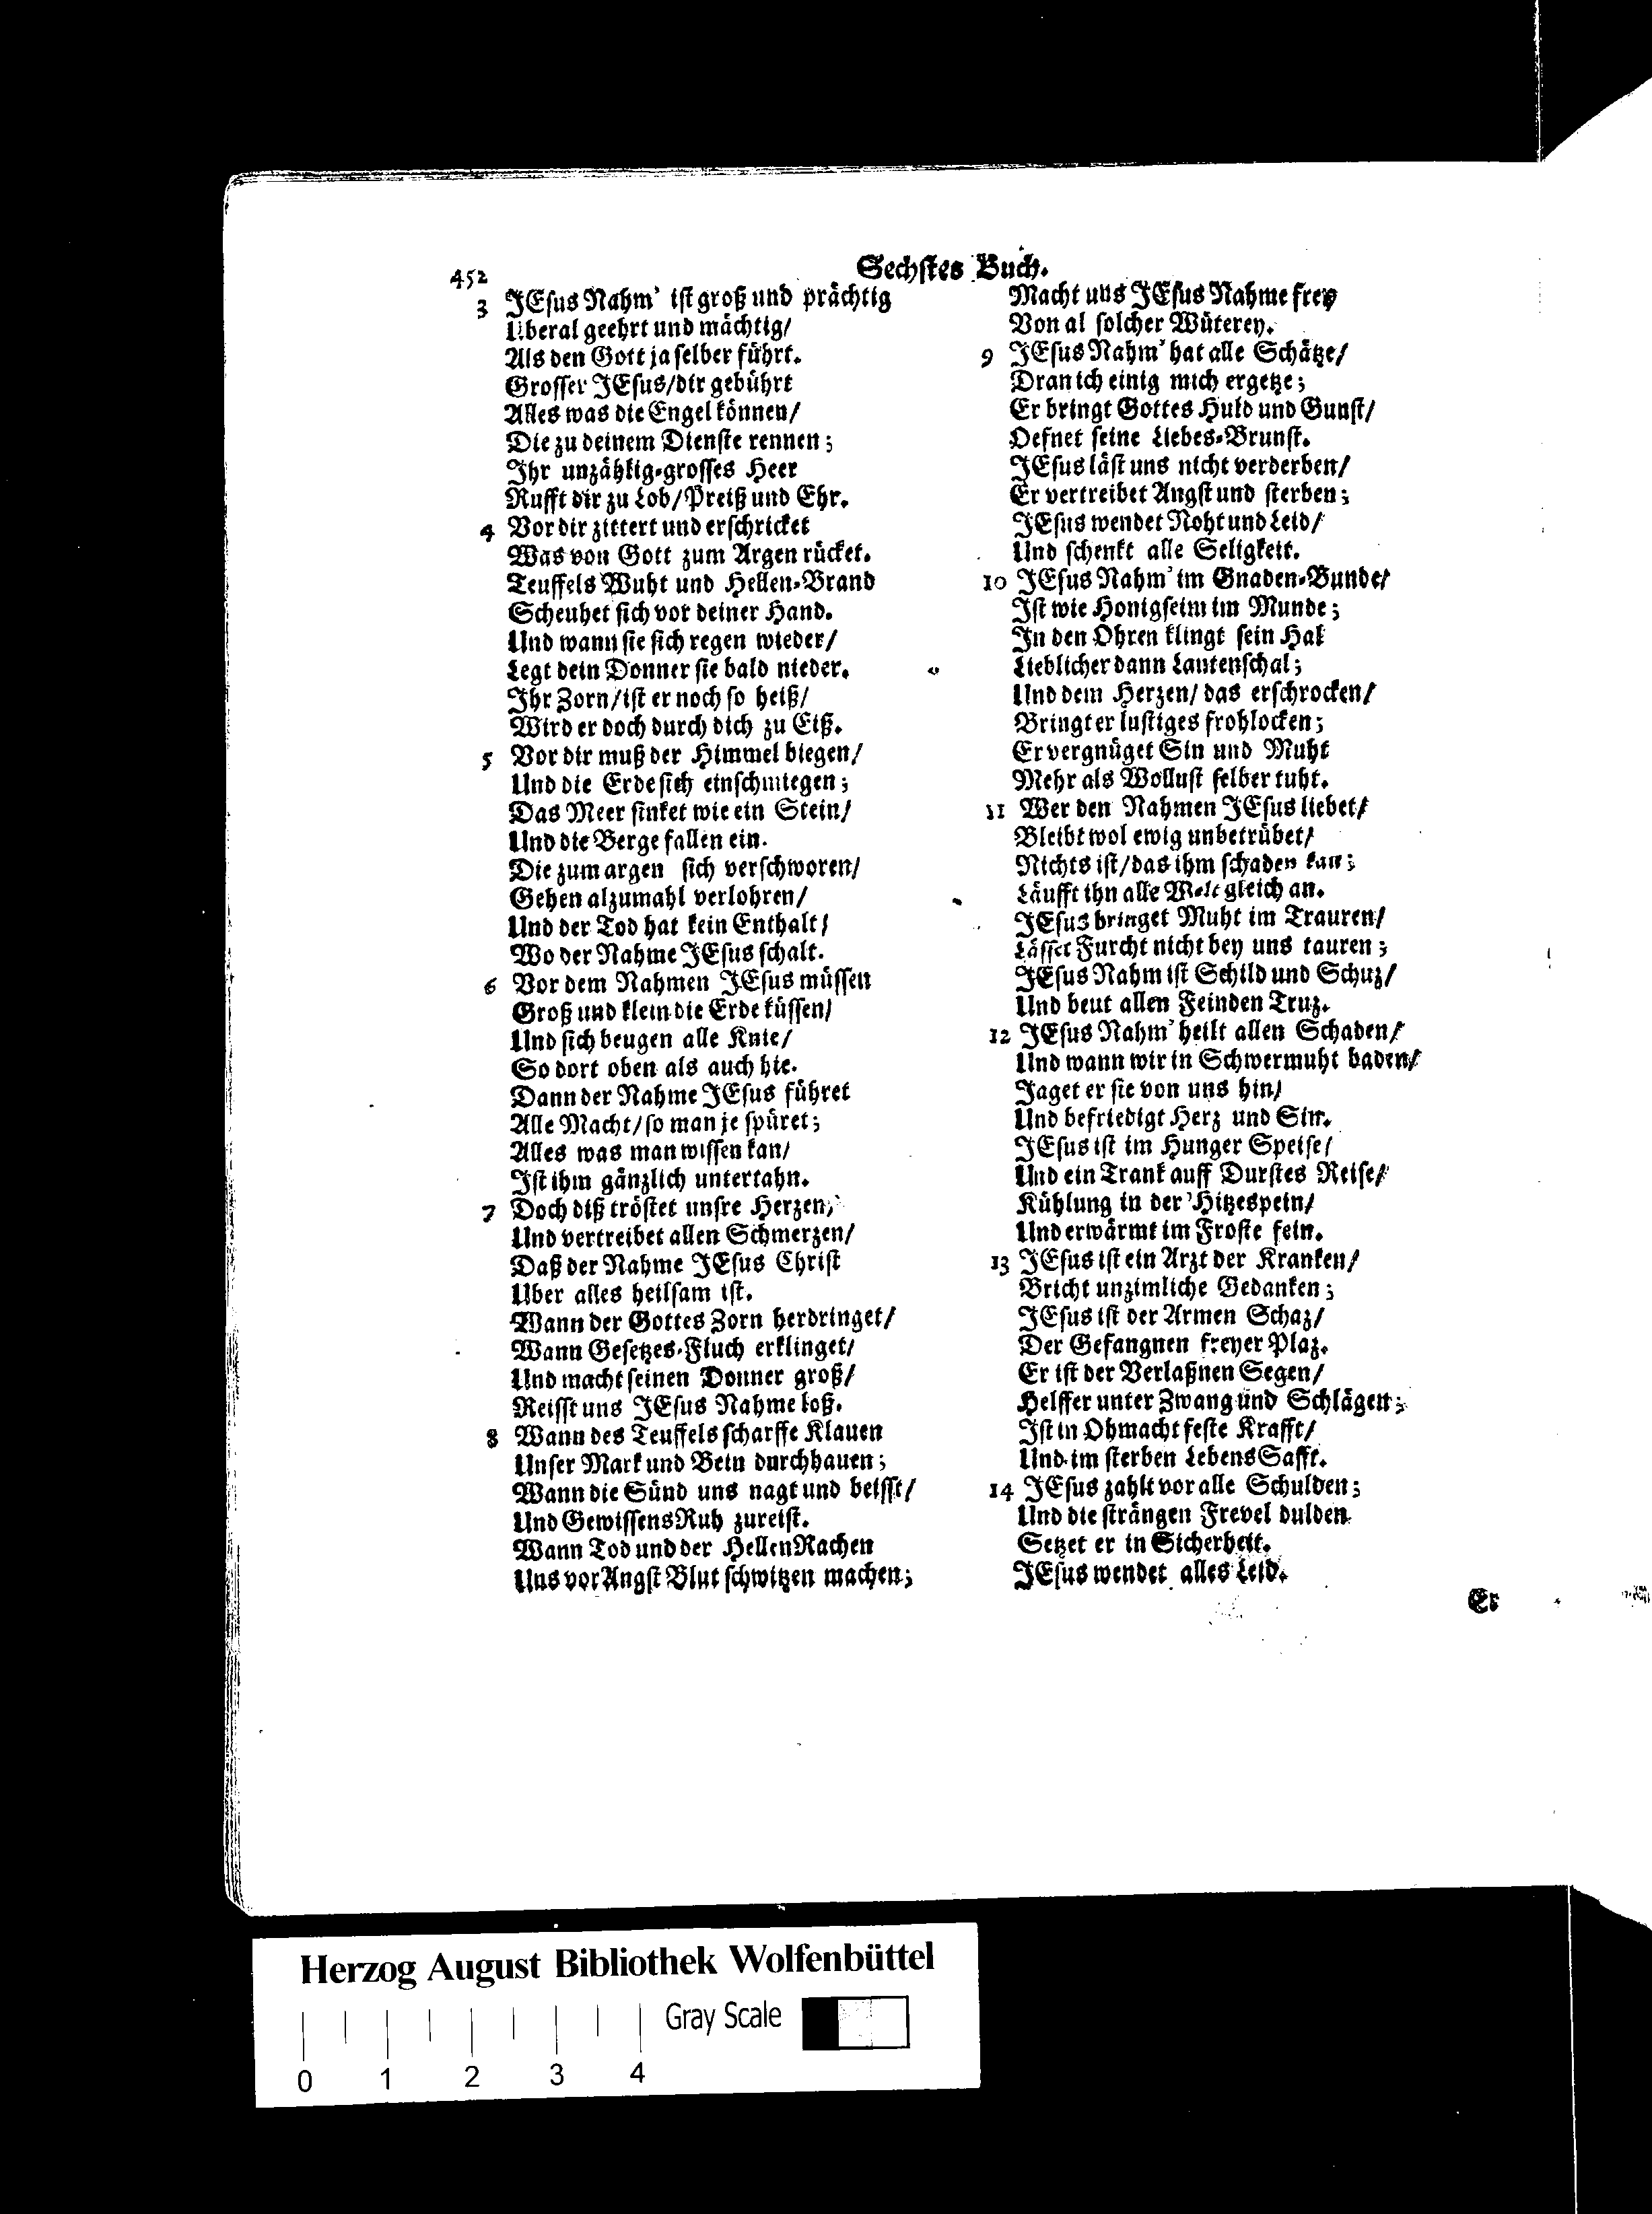 452
Sechstes Buch.
3 JEsus Nahm' ist groß und prächtig
Uberal geehrt und mächtig/
Als den Gott ja selber führt.
Grosser JEsus/dir gebührt
Alles was die Engel können/
Die zu deinem Dienste rennen;
Ihr unzählig-grosses Heer
Rufft dir zu Lob/Preiß und Ehr.
4 Vor dir zittert und erschricket
Was von Gott zum Argen rücket.
Teuffels Wuht und Hellen-Brand
Scheuhet sich vor deiner Hand.
Und wann sie sich regen wieder/
Legt dein Donner sie bald nieder.
Ihr Zorn/ist er noch so heiß/
Wird er doch durch dich zu Eiß.
5 Vor dir muß der Himmel biegen/
Und die Erde sich einschmiegen;
Das Meer sinket wie ein Stein/
Und die Berge fallen ein.
Die zum argen sich verschworen/
Gehen alzumahl verlohren/
Und der Tod hat kein Enthalt/
Wo der Nahme JEsus schalt.
6 Vor dem Nahmen JEsus müssen
Groß und klein die Erde küssen/
Und sich beugen alle Knie/
So dort oben als auch hie.
Dann der Nahme JEsus führet
Alle Macht/so man je spüret;
Alles was man wissen kan/
Ist ihm gänzlich untertahn.
7 Doch diß tröstet unsre Herzen/
Und vertreibet allen Schmerzen/
Daß der Nahme JEsus Christ
Uber alles heilsam ist.
Wann der Gottes Zorn herdringet/
Wann Gesetzes-Fluch erklinget/
Und macht seinen Donner groß/
Reisst uns JEsus Nahme loß.
8 Wann des Teuffels scharffe Klauen
Unser Mark und Bein durchhauen;
Wann die Sünd uns nagt und beisst/
Und GewissensRuh zureist.
Wann Tod und der HellenRachen
Uns vor Angst Blut schwitzen machen;
Macht uns JEsus Nahme frey
Von al solcher Wüterey.
9 JEsus Nahm' hat alle Schätze/
Dran ich einig mich ergetze;
Er bringt Gottes Huld und Gunst/
Oefnet seine Liebes-Brunst.
JEsus läst uns nicht verderben/
Er vertreibet Angst und sterben;
JEsus wendet Noht und Leid/
Und schenkt alle Seligkeit.
10 JEsus Nahm' im Gnaden-Bunde/
Ist wie Honigseim im Munde;
In den Ohren klingt sein Hal
Lieblicher dann Lautenschal;
Und dem Herzen/das erschrocken/
Bringt er lustiges frohlocken;
Er vergnüget Sin und Muht
Mehr als Wollust selber tuht.
11 Wer den Nahmen JEsus liebet/
Bleibt wol ewig unbetrübet/
Nichts ist/das ihm schaden kan;
Läufft ihn alle Welt gleich an.
JEsus bringet Muht im Trauren/
Lässet Furcht nicht bey uns tauren;
JEsus Nahm ist Schild und Schuz/
Und beut allen Feinden Truz.
12 JEsus Nahm' heilt allen Schaden/
Und wann wir in Schwermuht baden/
Jaget er sie von uns hin/
Und befriedigt Herz und Sin.
JEsus ist im Hunger Speise/
Und ein Trank auff Durstes Reise/
Kühlung in der Hitzespein/
Und erwärmt im Froste fein.
13 JEsus ist ein Arzt der Kranken/
Bricht unzimliche Gedanken;
JEsus ist der Armen Schaz/
Der Gefangnen freyer Plaz.
Er ist der Verlaßnen Segen/
Helffer unter Zwang und Schlägen;
Ist in Ohmacht feste Krafft/
Und im sterben LebensSafft.
14 JEsus zahlt vor alle Schulden;
Und die strängen Frevel dulden
Setzet er in Sicherheit.
JEsus wendet alles Leid.
Er
Herzog August Bibliothek Wolfenbüttel
Gray Scale
0 1 2 3 4